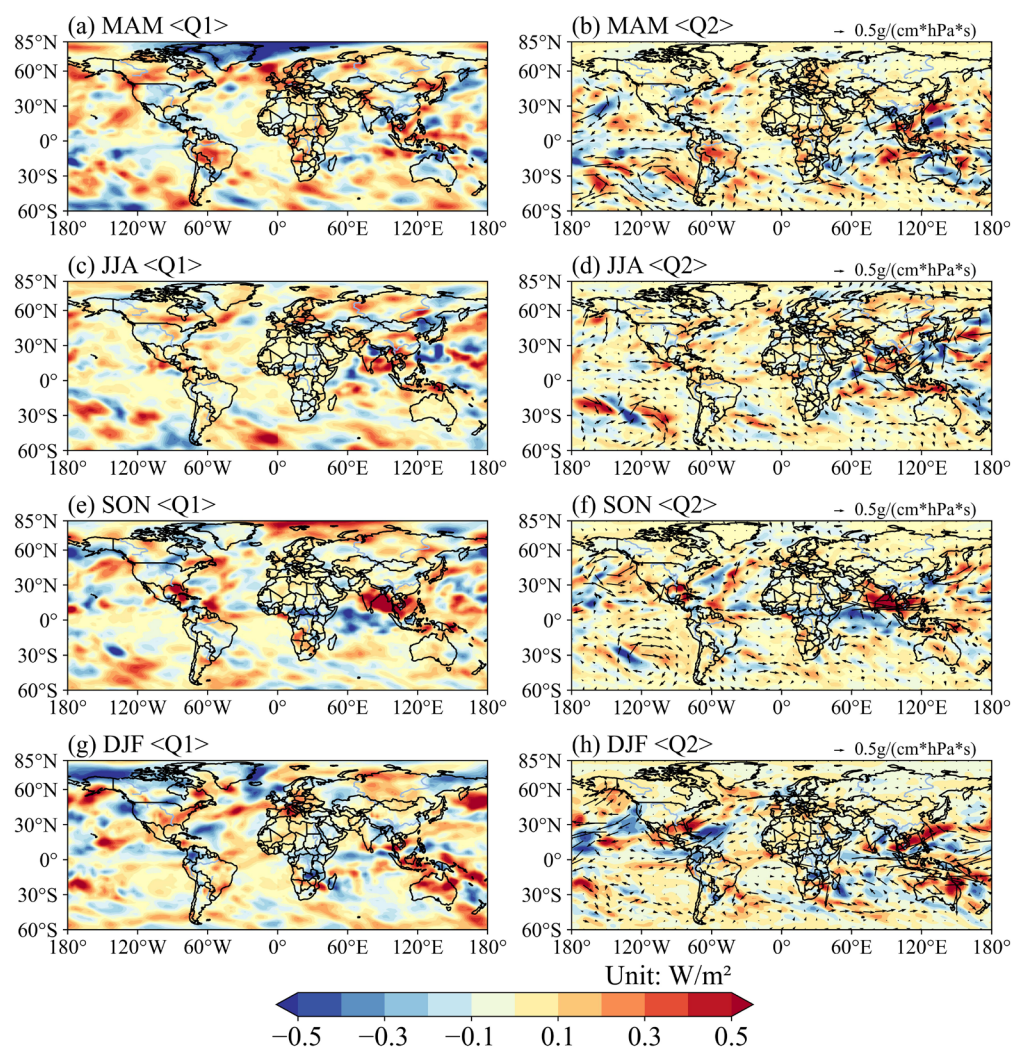 (a) MAM <Q1>
85°N
60°N
30°N
0°
30°S
60°S
180° 120°W 60°W 0° 60°E 120°E 180°
(b) MAM <Q2> 0.5g/(cm*hPa*s)
85°N
60°N
30°N
0°
30°S
60°S
180° 120°W 60°W 0° 60°E 120°E 180°
(c) JJA <Q1>
85°N
60°N
30°N
0°
30°S
60°S
180° 120°W 60°W 0° 60°E 120°E 180°
(d) JJA <Q2> 0.5g/(cm*hPa*s)
85°N
60°N
30°N
0°
30°S
60°S
180° 120°W 60°W 0° 60°E 120°E 180°
(e) SON <Q1>
85°N
60°N
30°N
0°
30°S
60°S
180° 120°W 60°W 0° 60°E 120°E 180°
(f) SON <Q2> 0.5g/(cm*hPa*s)
85°N
60°N
30°N
0°
30°S
60°S
180° 120°W 60°W 0° 60°E 120°E 180°
(g) DJF <Q1>
85°N
60°N
30°N
0°
30°S
60°S
180° 120°W 60°W 0° 60°E 120°E 180°
(h) DJF <Q2> 0.5g/(cm*hPa*s)
85°N
60°N
30°N
0°
30°S
60°S
180° 120°W 60°W 0° 60°E 120°E 180°
Unit: W/m²
−0.5 −0.3 −0.1 0.1 0.3 0.5